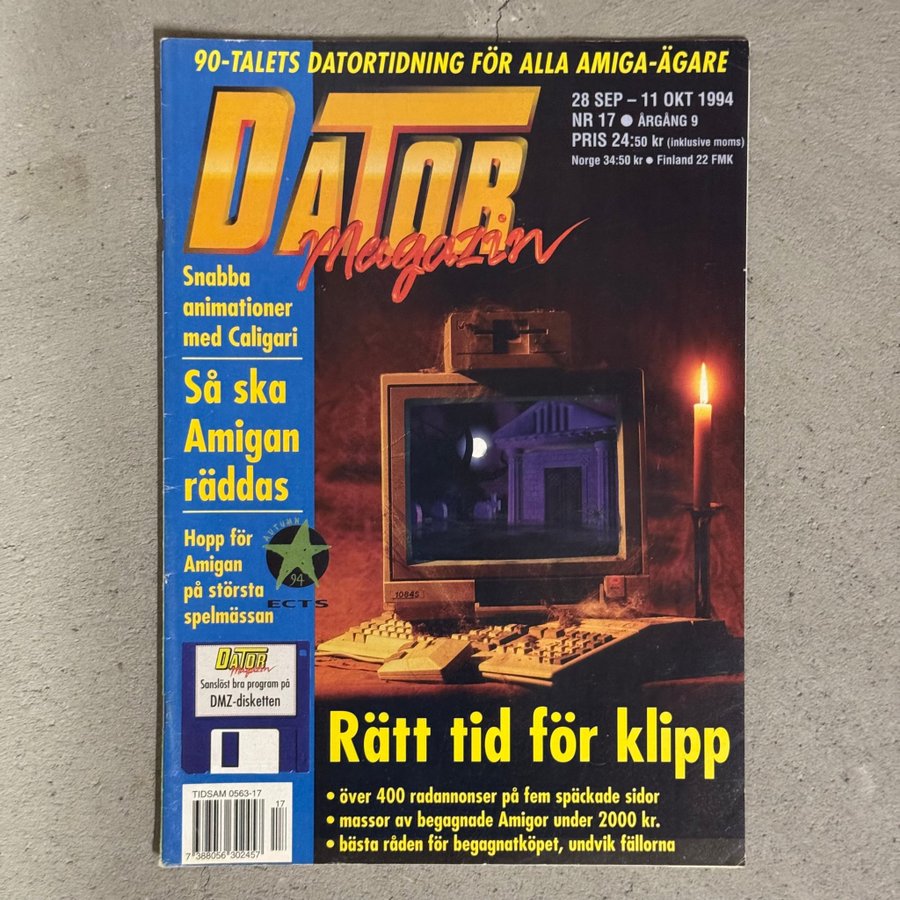 90-TALETS DATORTIDNING FÖR ALLA AMIGA-ÄGARE
DATOR
Magazin
28 SEP – 11 OKT 1994
NR 17 ● ÅRGÅNG 9
PRIS 24:50 kr (inklusive moms)
Norge 34:50 kr ● Finland 22 FMK
Snabba
animationer
med Caligari
Så ska
Amigan
räddas
Hopp för
Amigan
på största
spelmässan
AUTUMN
94
ECTS
1084S
DATOR
Magazin
Sanslöst bra program på
DMZ-disketten
Rätt tid för klipp
• över 400 radannonser på fem späckade sidor
• massor av begagnade Amigor under 2000 kr.
• bästa råden för begagnatköpet, undvik fällorna
TIDSAM 0563-17
17
7 388056 302457